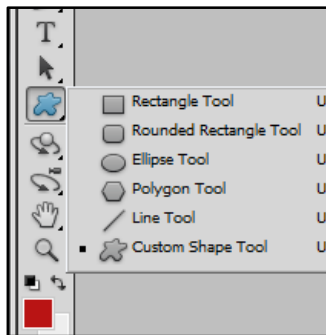 T
Rectangle Tool U
Rounded Rectangle Tool U
Ellipse Tool U
Polygon Tool U
Line Tool U
Custom Shape Tool U